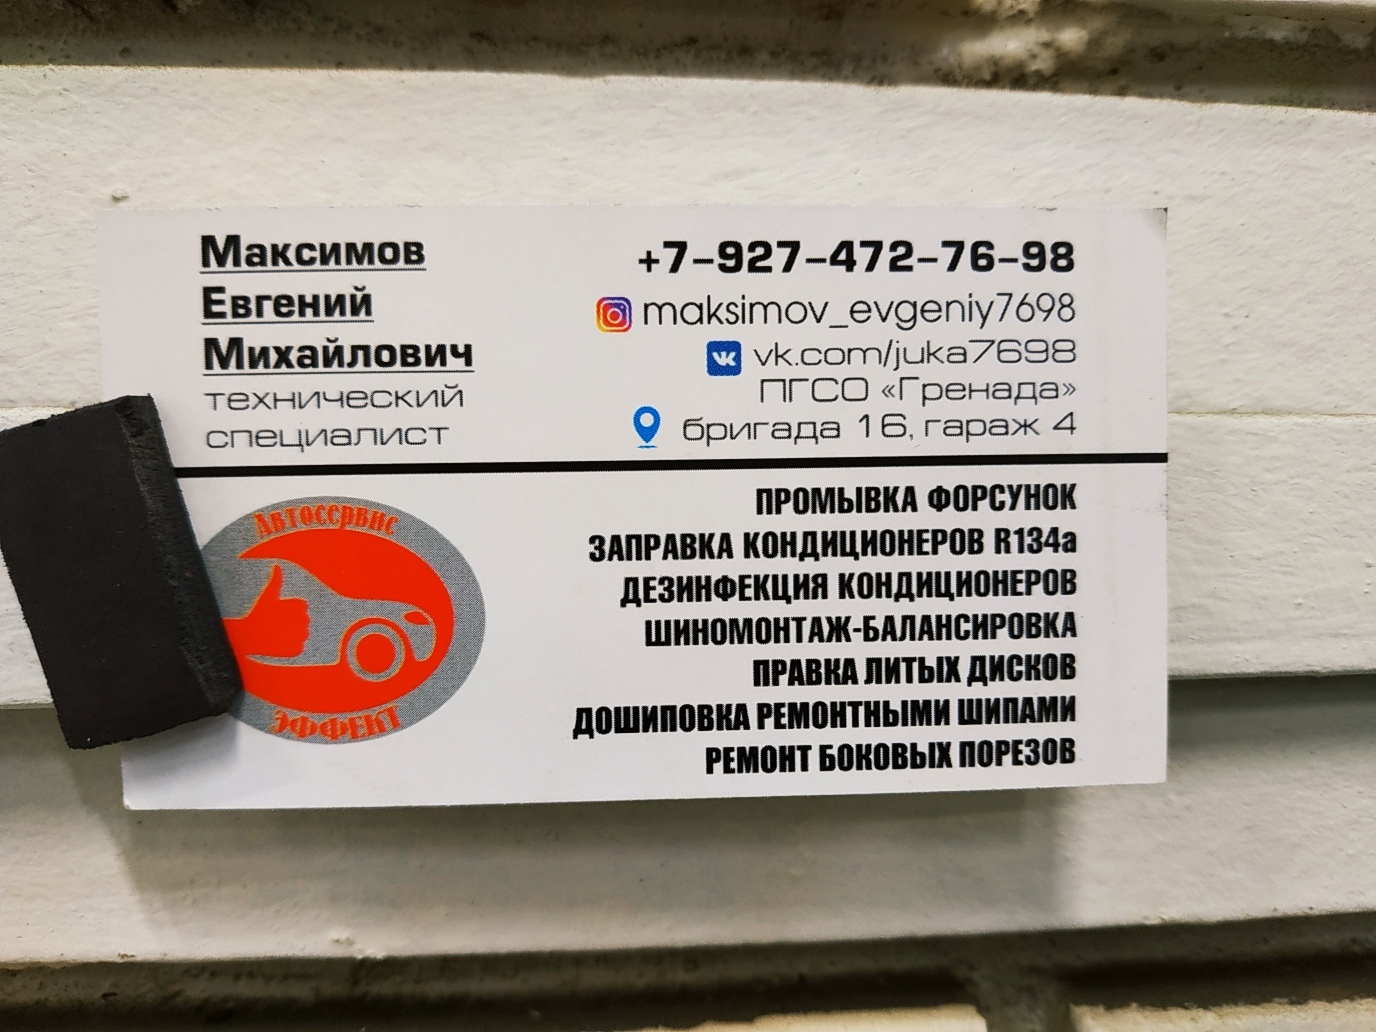 Максимов
Евгений
Михайлович
технический
специалист
+7-927-472-76-98
maksimov_evgeniy7698
vk.com/juka7698
ПГСО «Гренада»
бригада 16, гараж 4
Автосервис
ЭФФЕКТ
ПРОМЫВКА ФОРСУНОК
ЗАПРАВКА КОНДИЦИОНЕРОВ R134a
ДЕЗИНФЕКЦИЯ КОНДИЦИОНЕРОВ
ШИНОМОНТАЖ-БАЛАНСИРОВКА
ПРАВКА ЛИТЫХ ДИСКОВ
ДОШИПОВКА РЕМОНТНЫМИ ШИПАМИ
РЕМОНТ БОКОВЫХ ПОРЕЗОВ